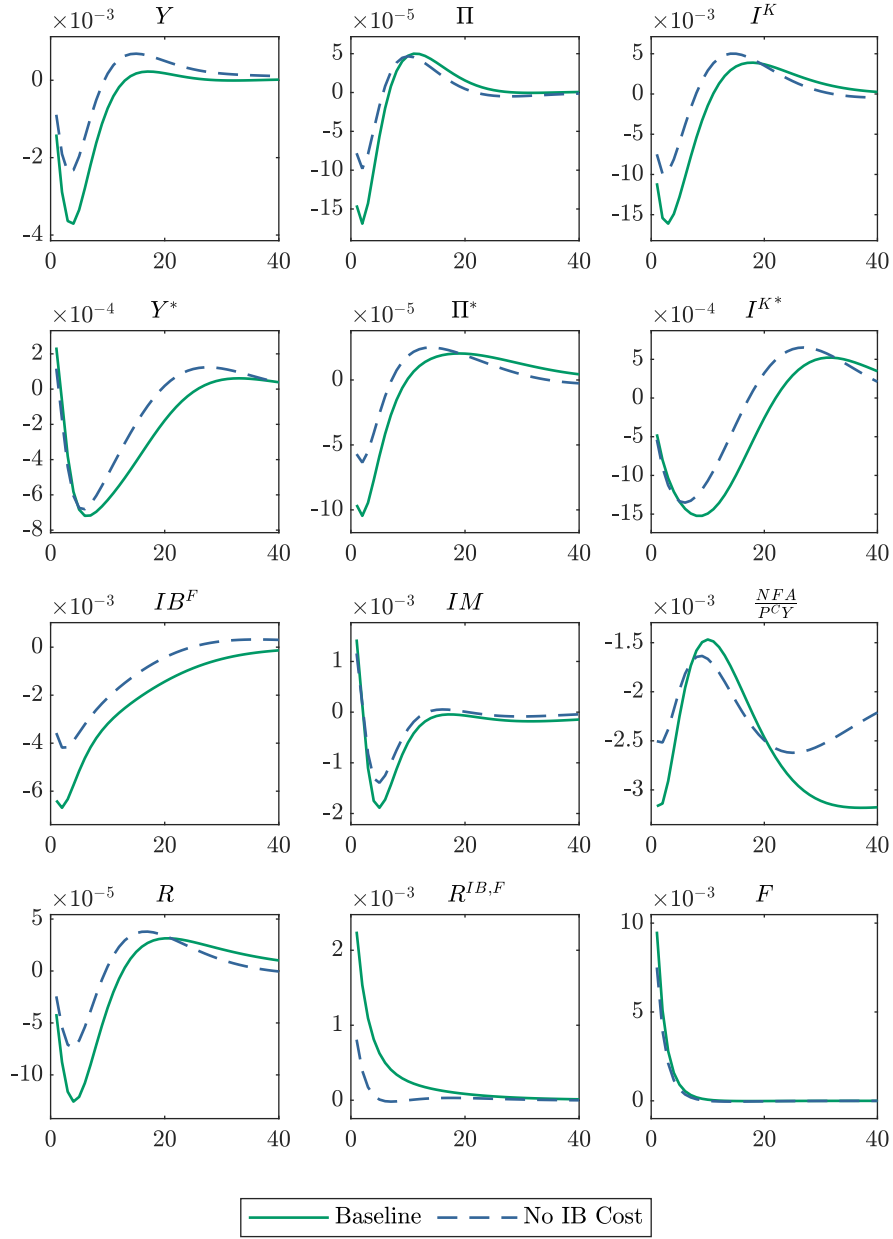 ×10⁻³ Y
0
-2
-4
0 20 40
×10⁻⁵ Π
5
0
-5
-10
-15
0 20 40
×10⁻³ I^K
5
0
-5
-10
-15
0 20 40
×10⁻⁴ Y*
2
0
-2
-4
-6
-8
0 20 40
×10⁻⁵ Π*
0
-5
-10
0 20 40
×10⁻⁴ I^K*
5
0
-5
-10
-15
0 20 40
×10⁻³ IB^F
0
-2
-4
-6
0 20 40
×10⁻³ IM
1
0
-1
-2
0 20 40
×10⁻³ NFA/P^C Y
-1.5
-2
-2.5
-3
0 20 40
×10⁻⁵ R
5
0
-5
-10
0 20 40
×10⁻³ R^IB,F
2
1
0
0 20 40
×10⁻³ F
10
5
0
0 20 40
Baseline No IB Cost